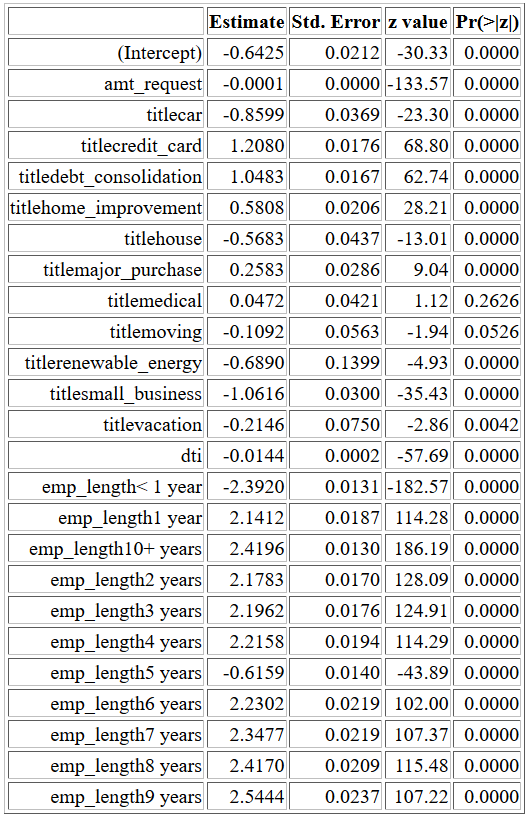 Estimate Std. Error z value Pr(>|z|)
(Intercept) -0.6425 0.0212 -30.33 0.0000
amt_request -0.0001 0.0000 -133.57 0.0000
titlecar -0.8599 0.0369 -23.30 0.0000
titlecredit_card 1.2080 0.0176 68.80 0.0000
titledebt_consolidation 1.0483 0.0167 62.74 0.0000
titlehome_improvement 0.5808 0.0206 28.21 0.0000
titlehouse -0.5683 0.0437 -13.01 0.0000
titlemajor_purchase 0.2583 0.0286 9.04 0.0000
titlemedical 0.0472 0.0421 1.12 0.2626
titlemoving -0.1092 0.0563 -1.94 0.0526
titlerenewable_energy -0.6890 0.1399 -4.93 0.0000
titlesmall_business -1.0616 0.0300 -35.43 0.0000
titlevacation -0.2146 0.0750 -2.86 0.0042
dti -0.0144 0.0002 -57.69 0.0000
emp_length< 1 year -2.3920 0.0131 -182.57 0.0000
emp_length1 year 2.1412 0.0187 114.28 0.0000
emp_length10+ years 2.4196 0.0130 186.19 0.0000
emp_length2 years 2.1783 0.0170 128.09 0.0000
emp_length3 years 2.1962 0.0176 124.91 0.0000
emp_length4 years 2.2158 0.0194 114.29 0.0000
emp_length5 years -0.6159 0.0140 -43.89 0.0000
emp_length6 years 2.2302 0.0219 102.00 0.0000
emp_length7 years 2.3477 0.0219 107.37 0.0000
emp_length8 years 2.4170 0.0209 115.48 0.0000
emp_length9 years 2.5444 0.0237 107.22 0.0000